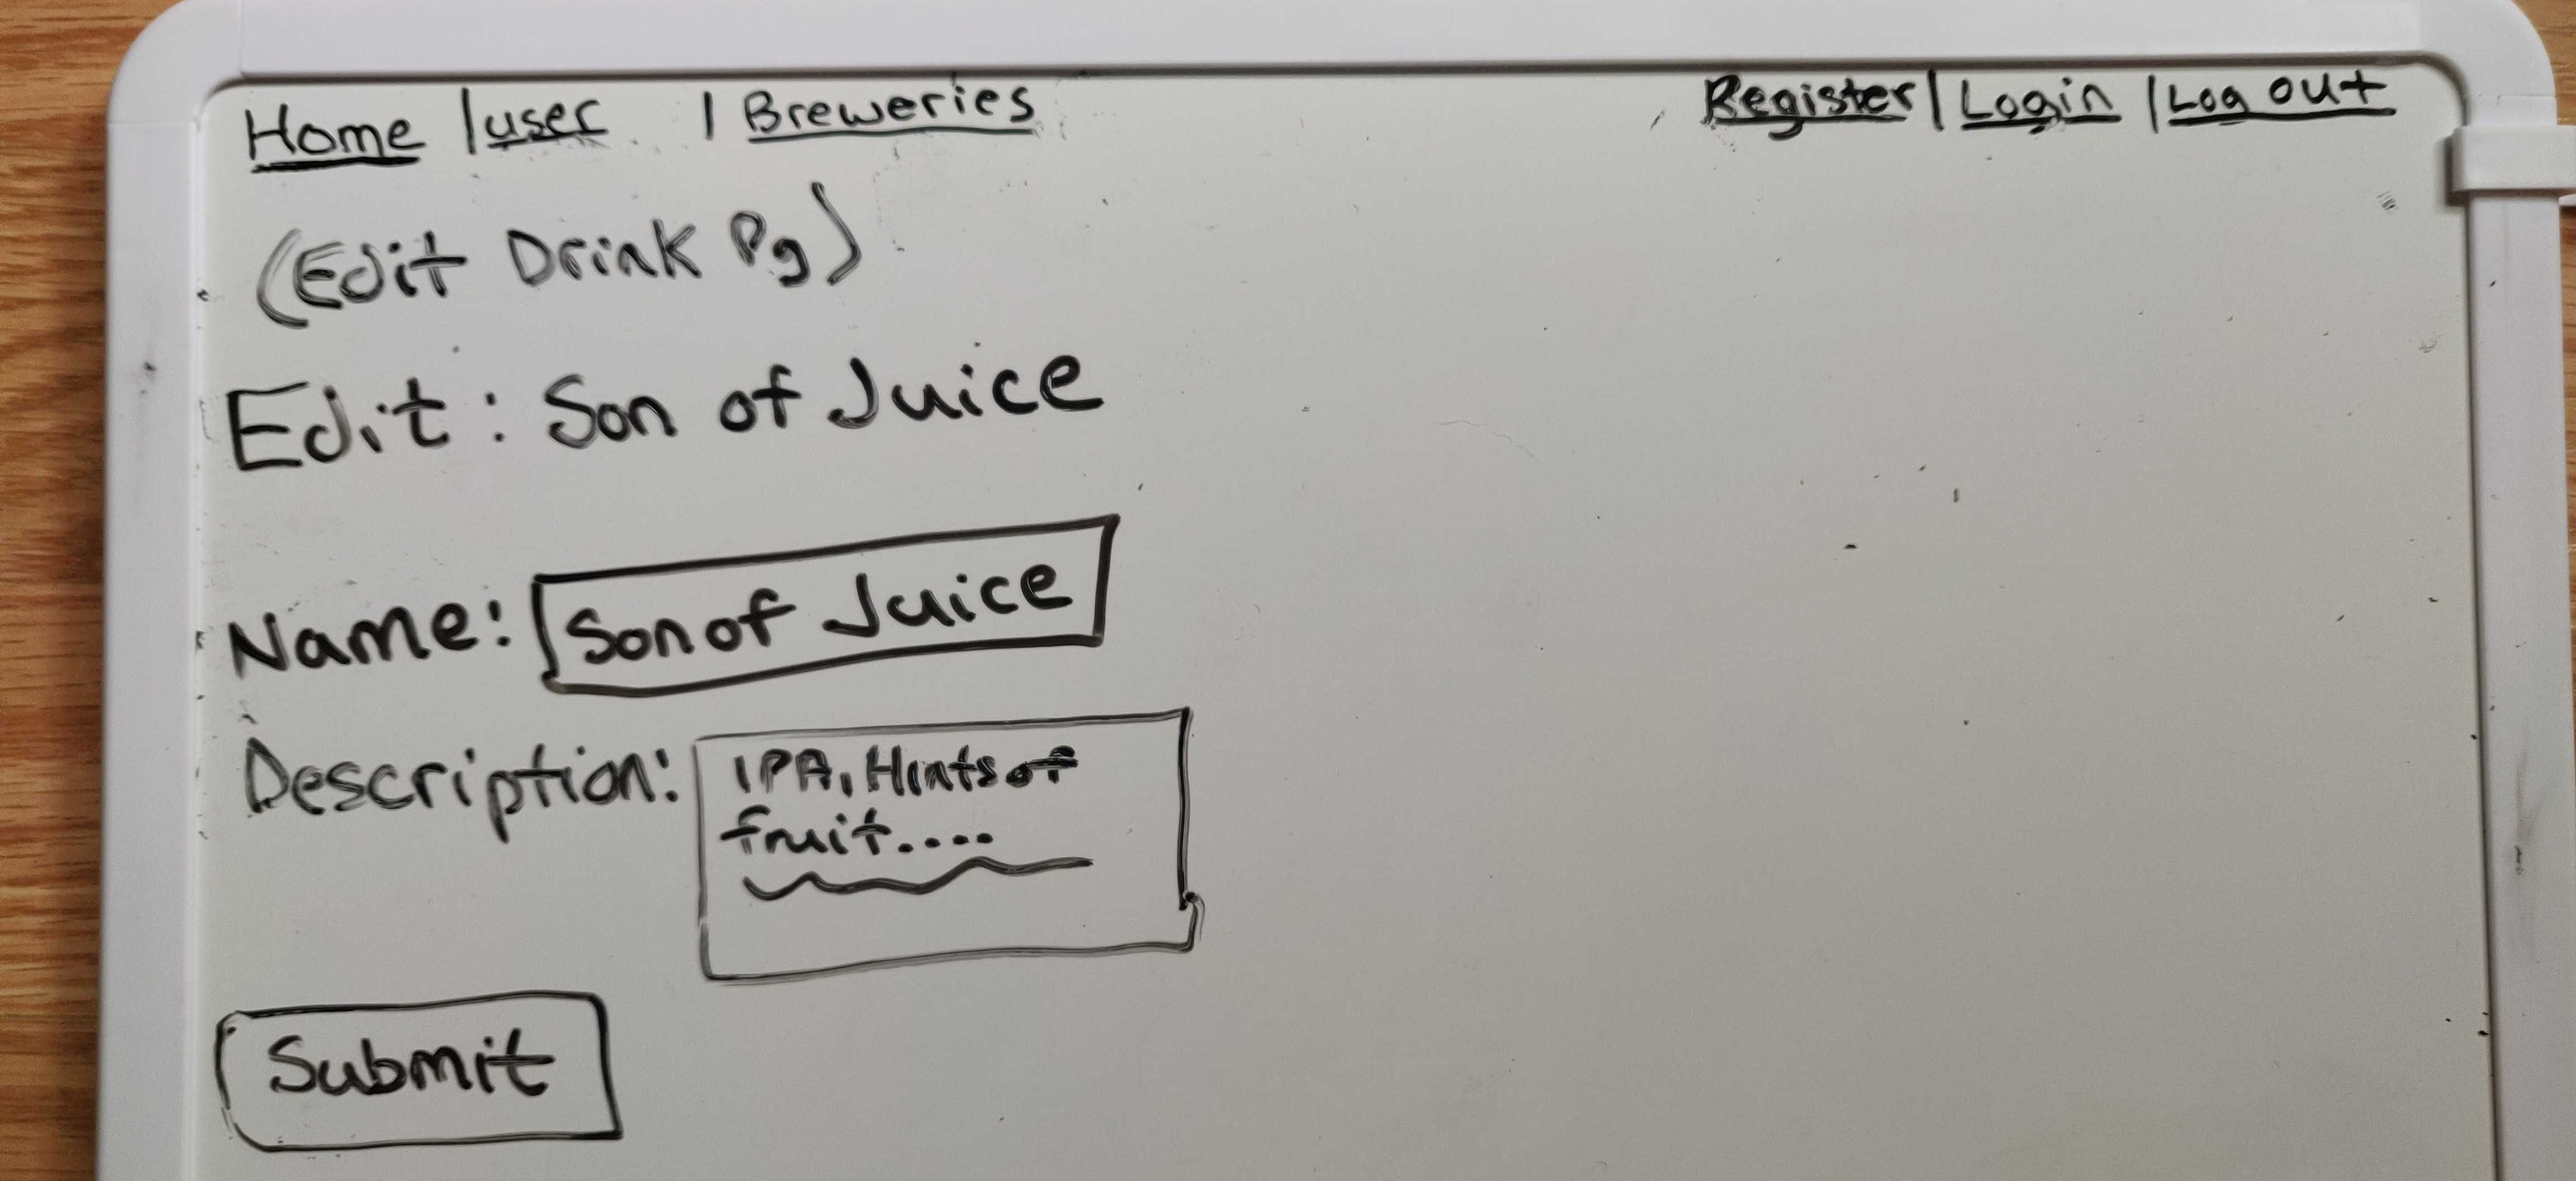 Home | user | Breweries Register | Login | Log out
(Edit Drink Pg)
Edit: Son of Juice
Name: Son of Juice
Description: IPA, Hints of
fruit....
Submit